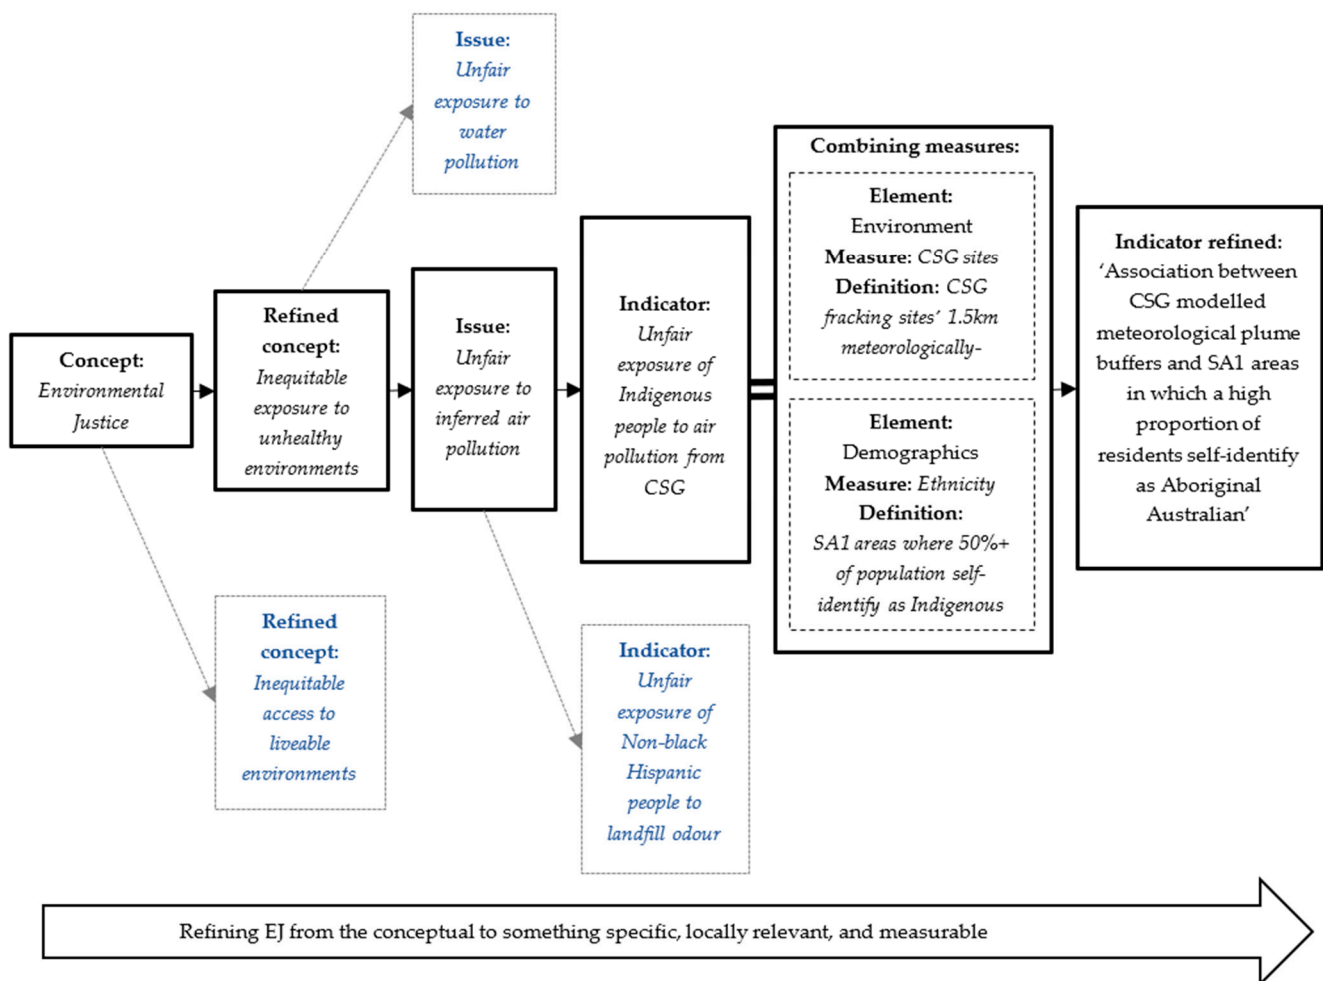 Issue:
Unfair
exposure to
water
pollution
Concept:
Environmental
Justice
Refined
concept:
Inequitable
exposure to
unhealthy
environments
Issue:
Unfair
exposure to
inferred air
pollution
Indicator:
Unfair
exposure of
Indigenous
people to air
pollution from
CSG
Combining measures:
Element:
Environment
Measure: CSG sites
Definition: CSG
fracking sites' 1.5km
meteorologically-
Element:
Demographics
Measure: Ethnicity
Definition:
SA1 areas where 50%+
of population self-
identify as Indigenous
Indicator refined:
'Association between
CSG modelled
meteorological plume
buffers and SA1 areas
in which a high
proportion of
residents self-identify
as Aboriginal
Australian'
Refined
concept:
Inequitable
access to
liveable
environments
Indicator:
Unfair
exposure of
Non-black
Hispanic
people to
landfill odour
Refining EJ from the conceptual to something specific, locally relevant, and measurable